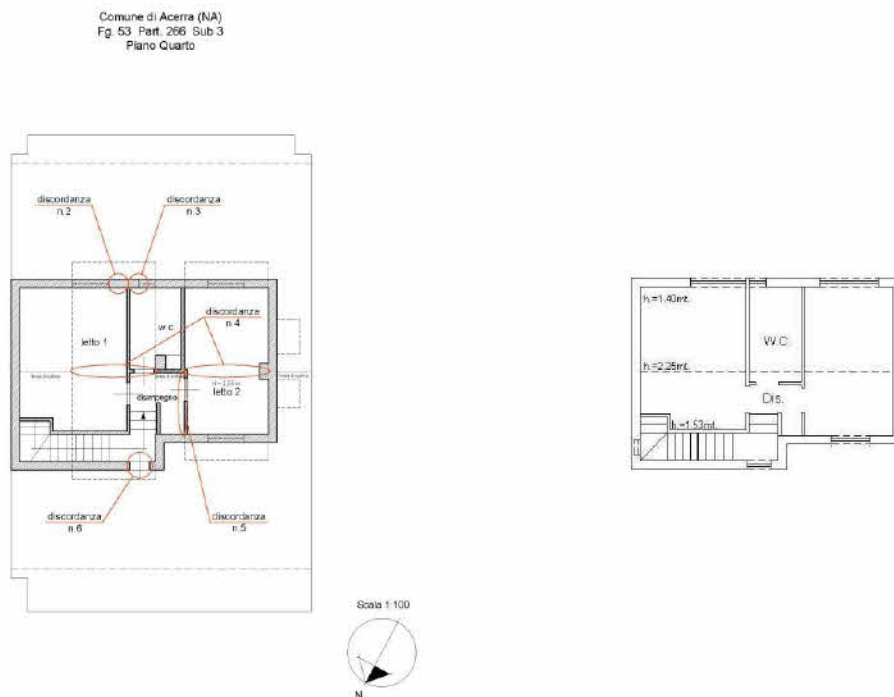 Comune di Acerra (NA)
Fg. 53 Part. 266 Sub 3
Piano Quarto
discordanza
n.2
discordanza
n.3
letto 1
w.c
discordanza
n.4
disimpegno
letto 2
discordanza
n.6
discordanza
n.5
h.=1.40mt.
W.C
h.=2.25mt.
Dis.
h.=1.53mt.
Scala 1:100
N